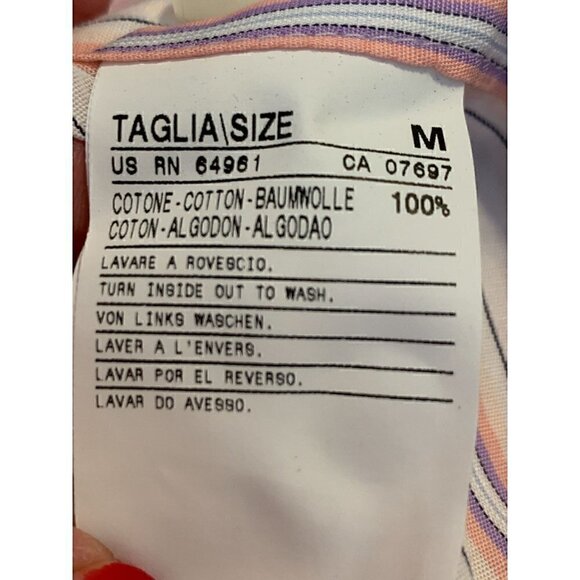 TAGLIA\SIZE M
US RN 64961 CA 07697
COTONE-COTTON-BAUMWOLLE 100%
COTON-ALGODON-ALGODAO
LAVARE A ROVESCIO.
TURN INSIDE OUT TO WASH.
VON LINKS WASCHEN.
LAVER A L'ENVERS.
LAVAR POR EL REVERSO.
LAVAR DO AVESSO.